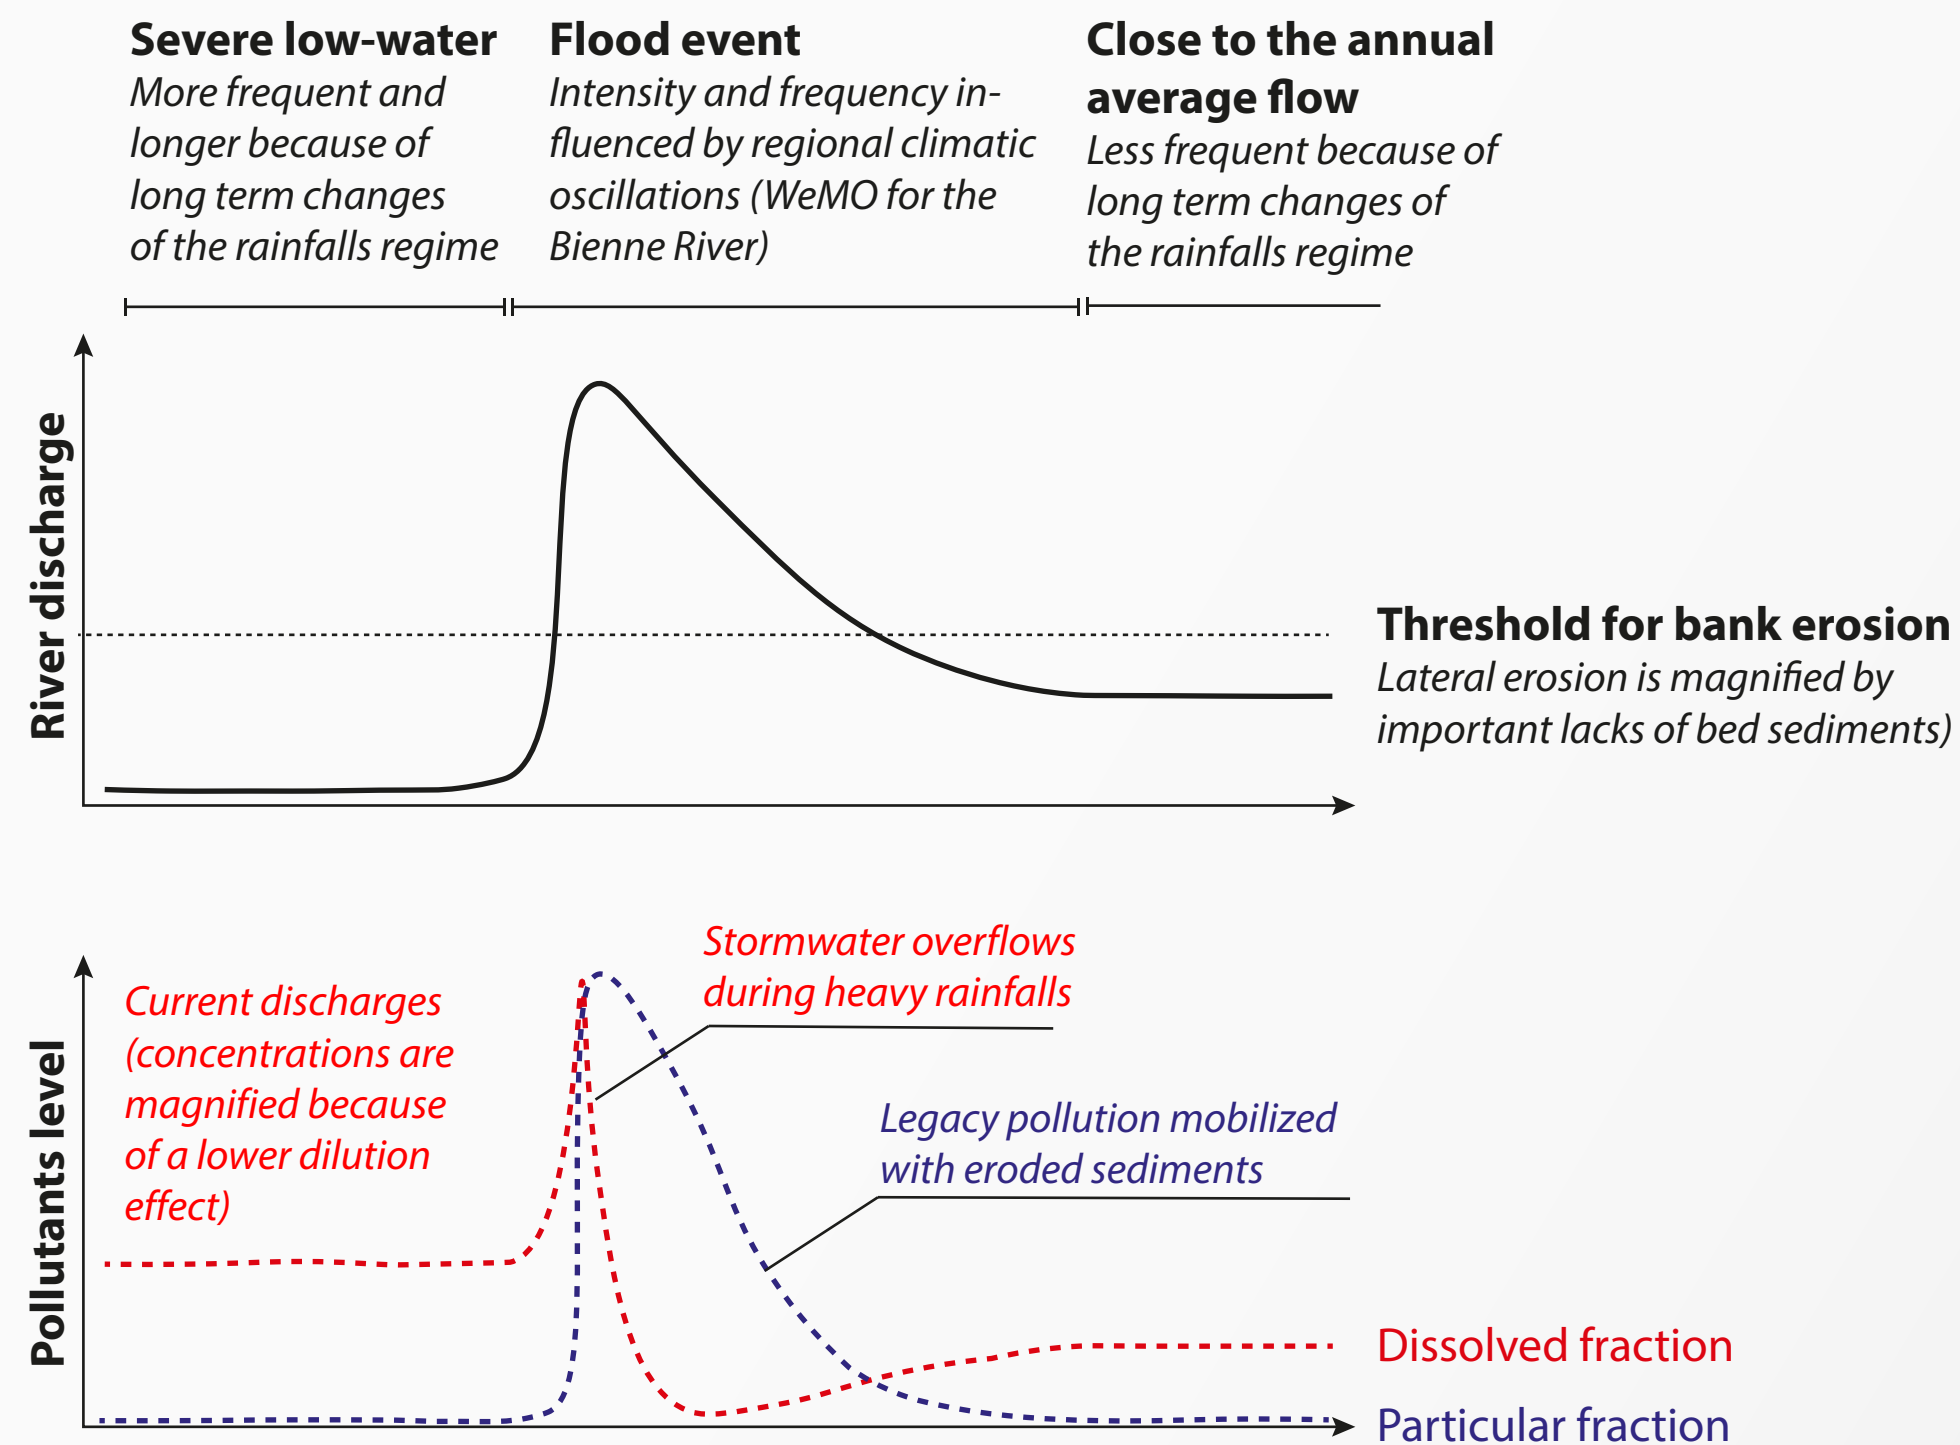 Severe low-water
More frequent and
longer because of
long term changes
of the rainfalls regime
Flood event
Intensity and frequency in-
fluenced by regional climatic
oscillations (WeMO for the
Bienne River)
Close to the annual
average flow
Less frequent because of
long term changes of
the rainfalls regime
River discharge
Threshold for bank erosion
Lateral erosion is magnified by
important lacks of bed sediments)
Pollutants level
Current discharges
(concentrations are
magnified because
of a lower dilution
effect)
Stormwater overflows
during heavy rainfalls
Legacy pollution mobilized
with eroded sediments
Dissolved fraction
Particular fraction